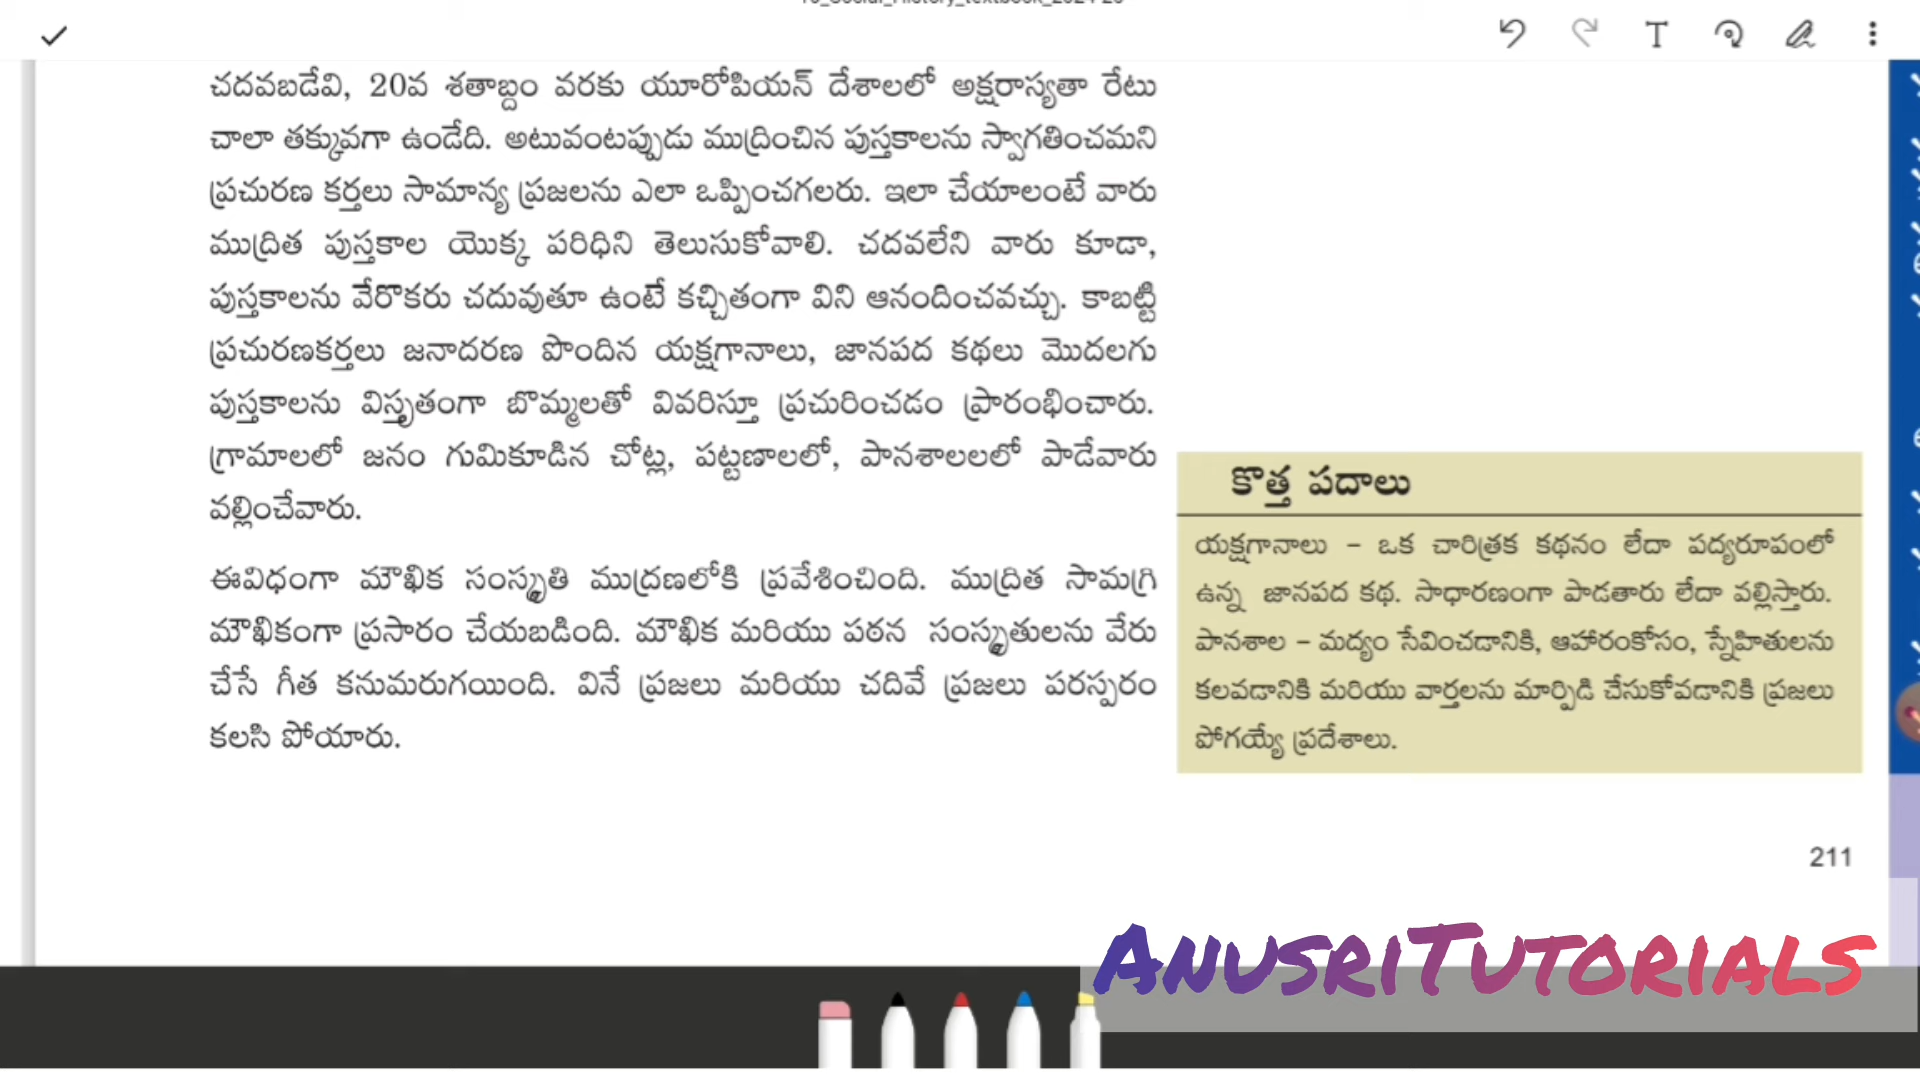 చదవబడేవి, 20వ శతాబ్దం వరకు యూరోపియన్ దేశాలలో అక్షరాస్యతా రేటు
చాలా తక్కువగా ఉండేది. అటువంటప్పుడు ముద్రించిన పుస్తకాలను స్వాగతించమని
ప్రచురణ కర్తలు సామాన్య ప్రజలను ఎలా ఒప్పించగలరు. ఇలా చేయాలంటే వారు
ముద్రిత పుస్తకాల యొక్క పరిధిని తెలుసుకోవాలి. చదవలేని వారు కూడా,
పుస్తకాలను వేరొకరు చదువుతూ ఉంటే కచ్చితంగా విని ఆనందించవచ్చు. కాబట్టి
ప్రచురణకర్తలు జనాదరణ పొందిన యక్షగానాలు, జానపద కథలు మొదలగు
పుస్తకాలను విస్తృతంగా బొమ్మలతో వివరిస్తూ ప్రచురించడం ప్రారంభించారు.
గ్రామాలలో జనం గుమికూడిన చోట్ల, పట్టణాలలో, పానశాలలలో పాడేవారు
వల్లించేవారు.
ఈవిధంగా మౌఖిక సంస్కృతి ముద్రణలోకి ప్రవేశించింది. ముద్రిత సామగ్రి
మౌఖికంగా ప్రసారం చేయబడింది. మౌఖిక మరియు పఠన సంస్కృతులను వేరు
చేసే గీత కనుమరుగయింది. వినే ప్రజలు మరియు చదివే ప్రజలు పరస్పరం
కలసి పోయారు.
కొత్త పదాలు
యక్షగానాలు – ఒక చారిత్రక కథనం లేదా పద్యరూపంలో
ఉన్న జానపద కథ. సాధారణంగా పాడతారు లేదా వల్లిస్తారు.
పానశాల – మద్యం సేవించడానికి, ఆహారంకోసం, స్నేహితులను
కలవడానికి మరియు వార్తలను మార్పిడి చేసుకోవడానికి ప్రజలు
పోగయ్యే ప్రదేశాలు.
211
AnusriTutorials